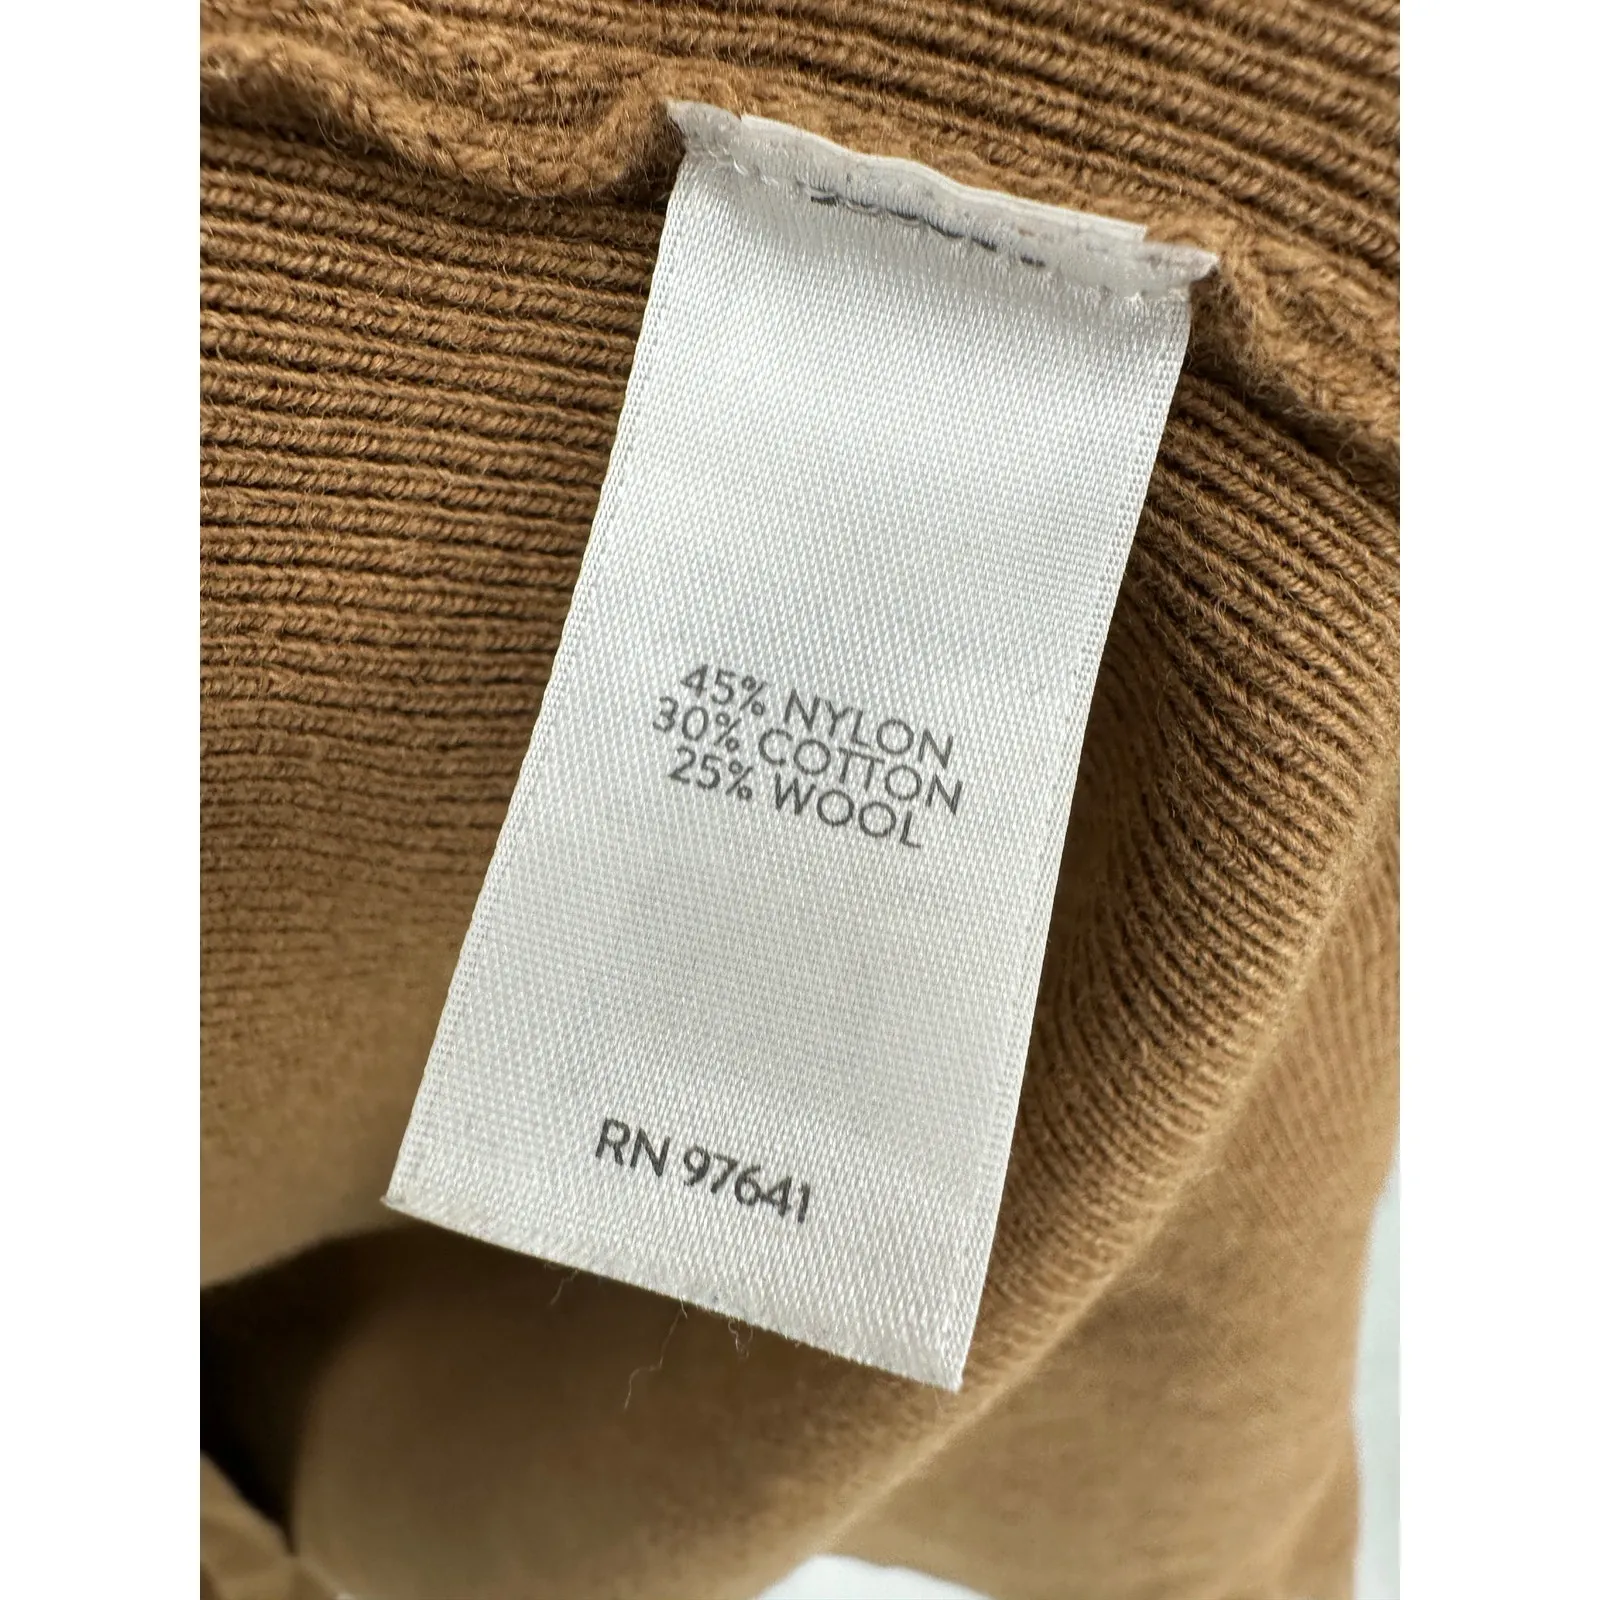 45% NYLON
30% COTTON
25% WOOL
RN 97641